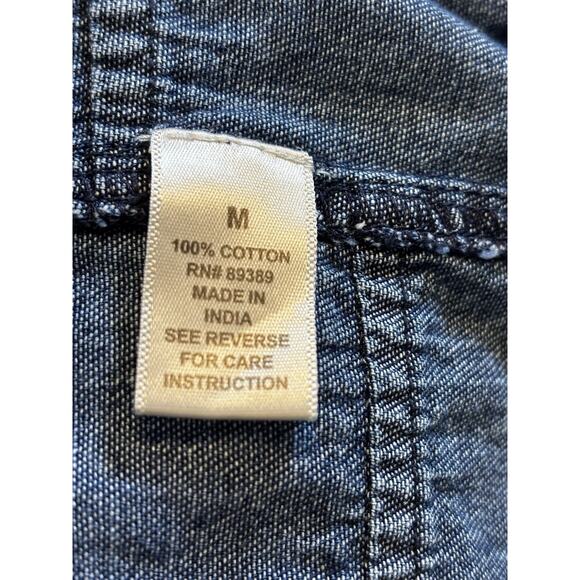 M
100% COTTON
RN# 89389
MADE IN
INDIA
SEE REVERSE
FOR CARE
INSTRUCTION